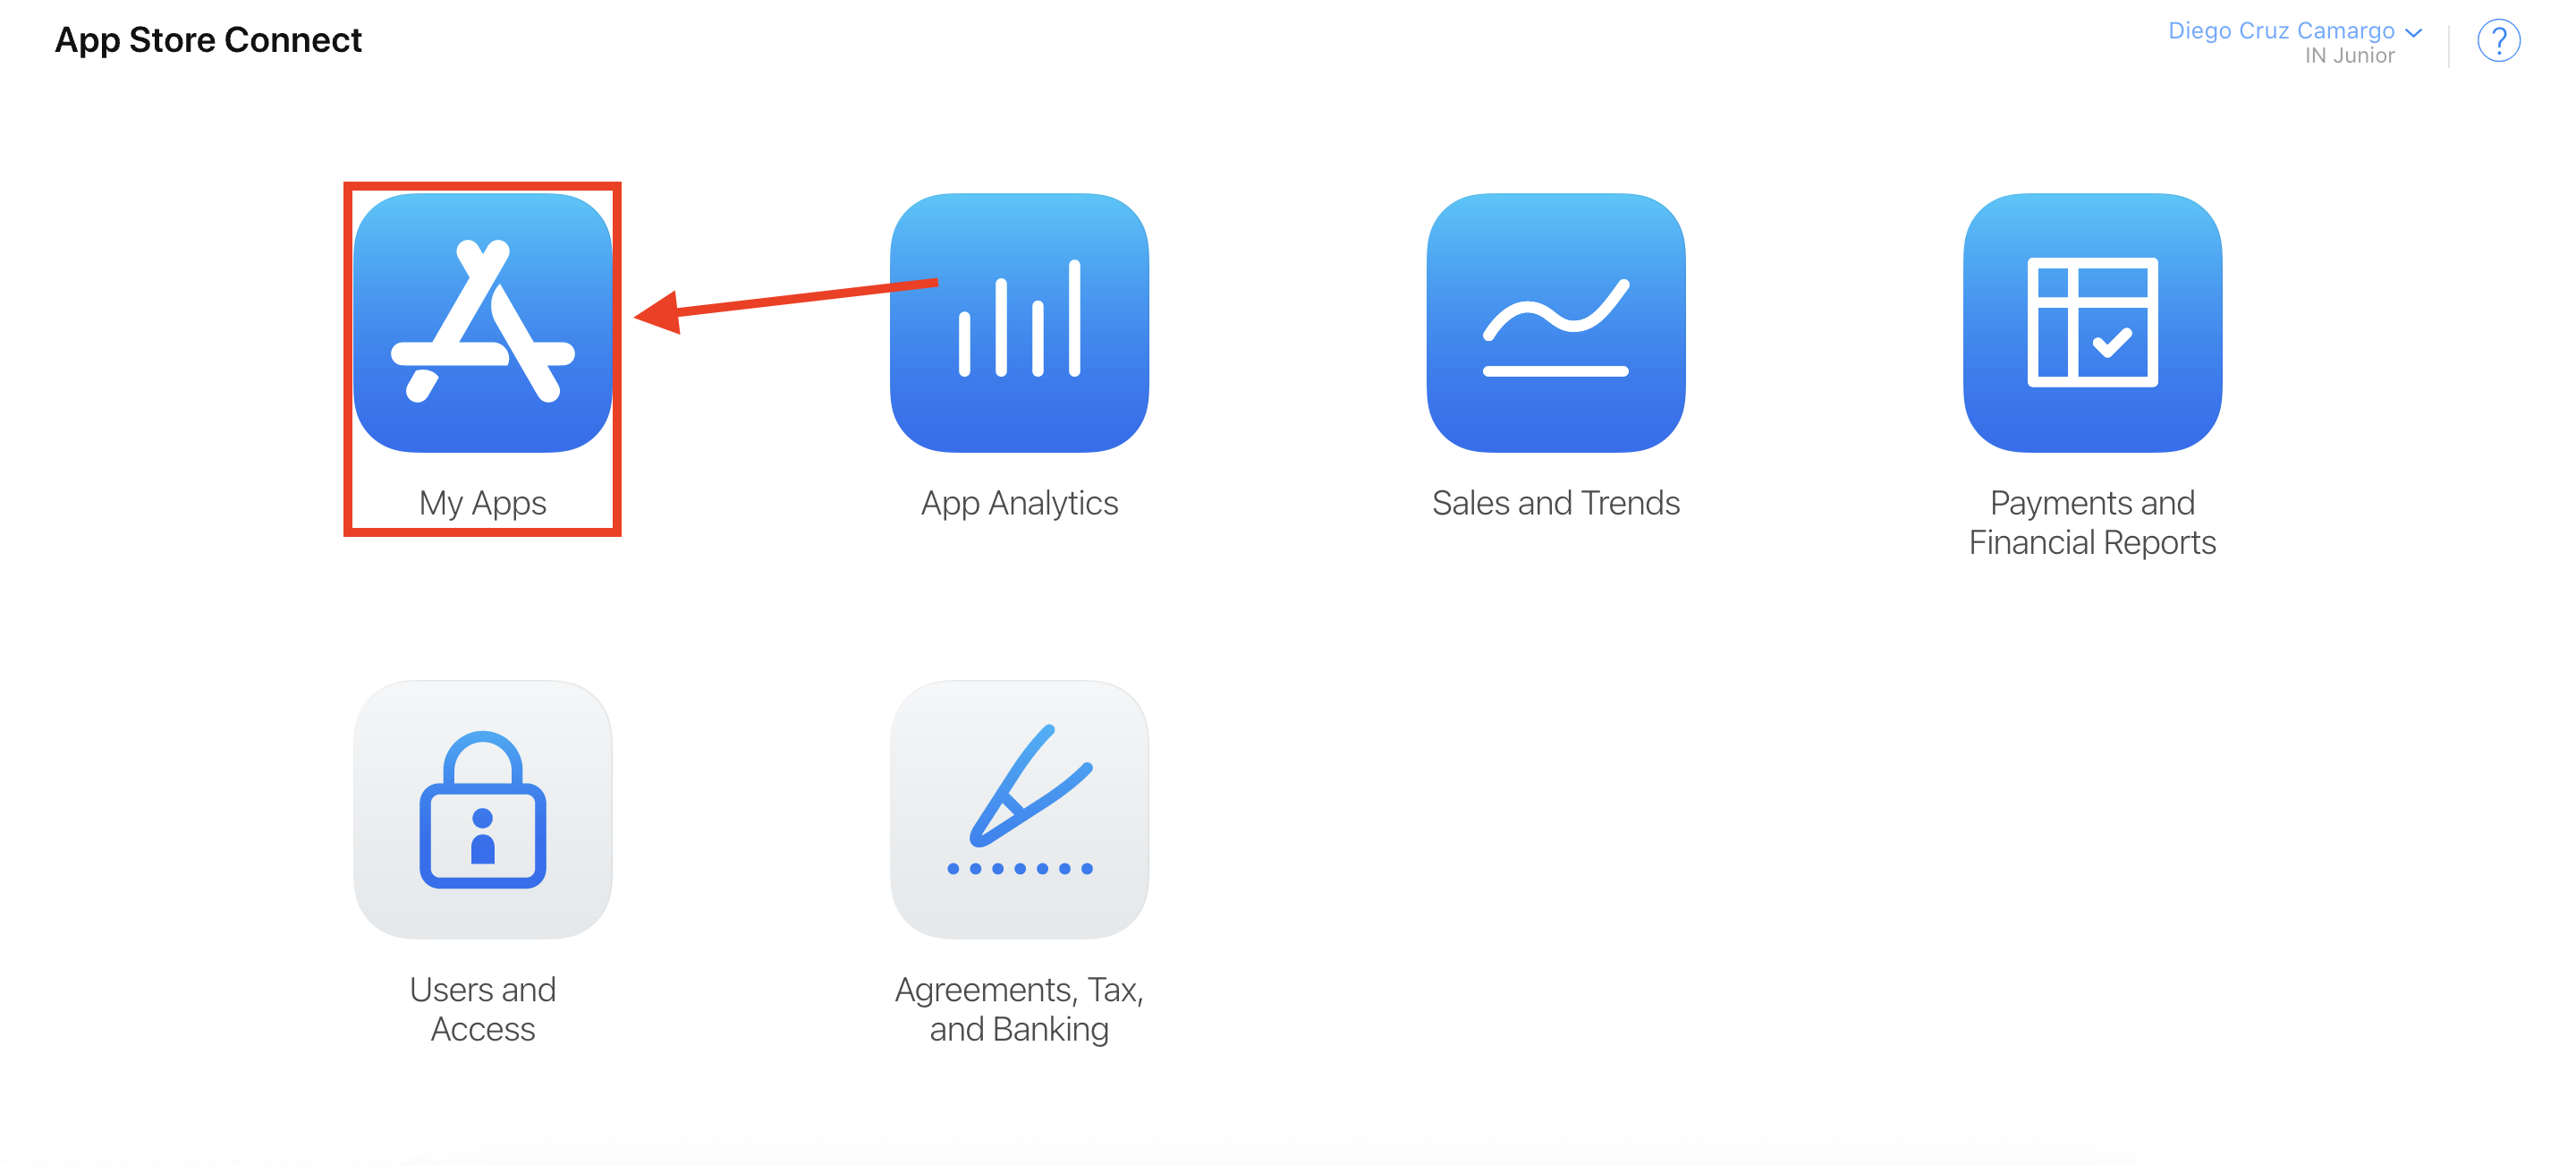 App Store Connect
Diego Cruz Camargo
IN Junior
?
My Apps
App Analytics
Sales and Trends
Payments and
Financial Reports
Users and
Access
Agreements, Tax,
and Banking